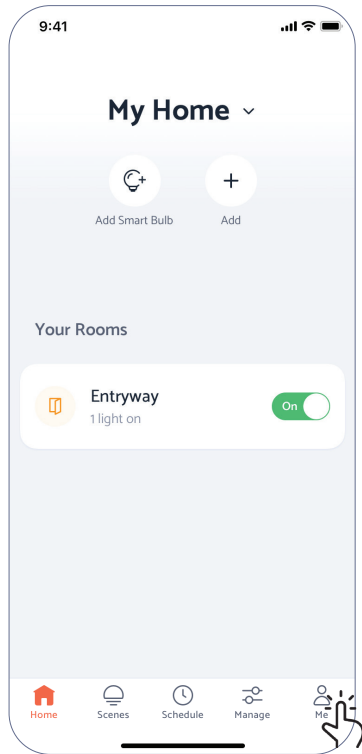 9:41
My Home
Add Smart Bulb Add
Your Rooms
Entryway
1 light on
On
Home Scenes Schedule Manage Me